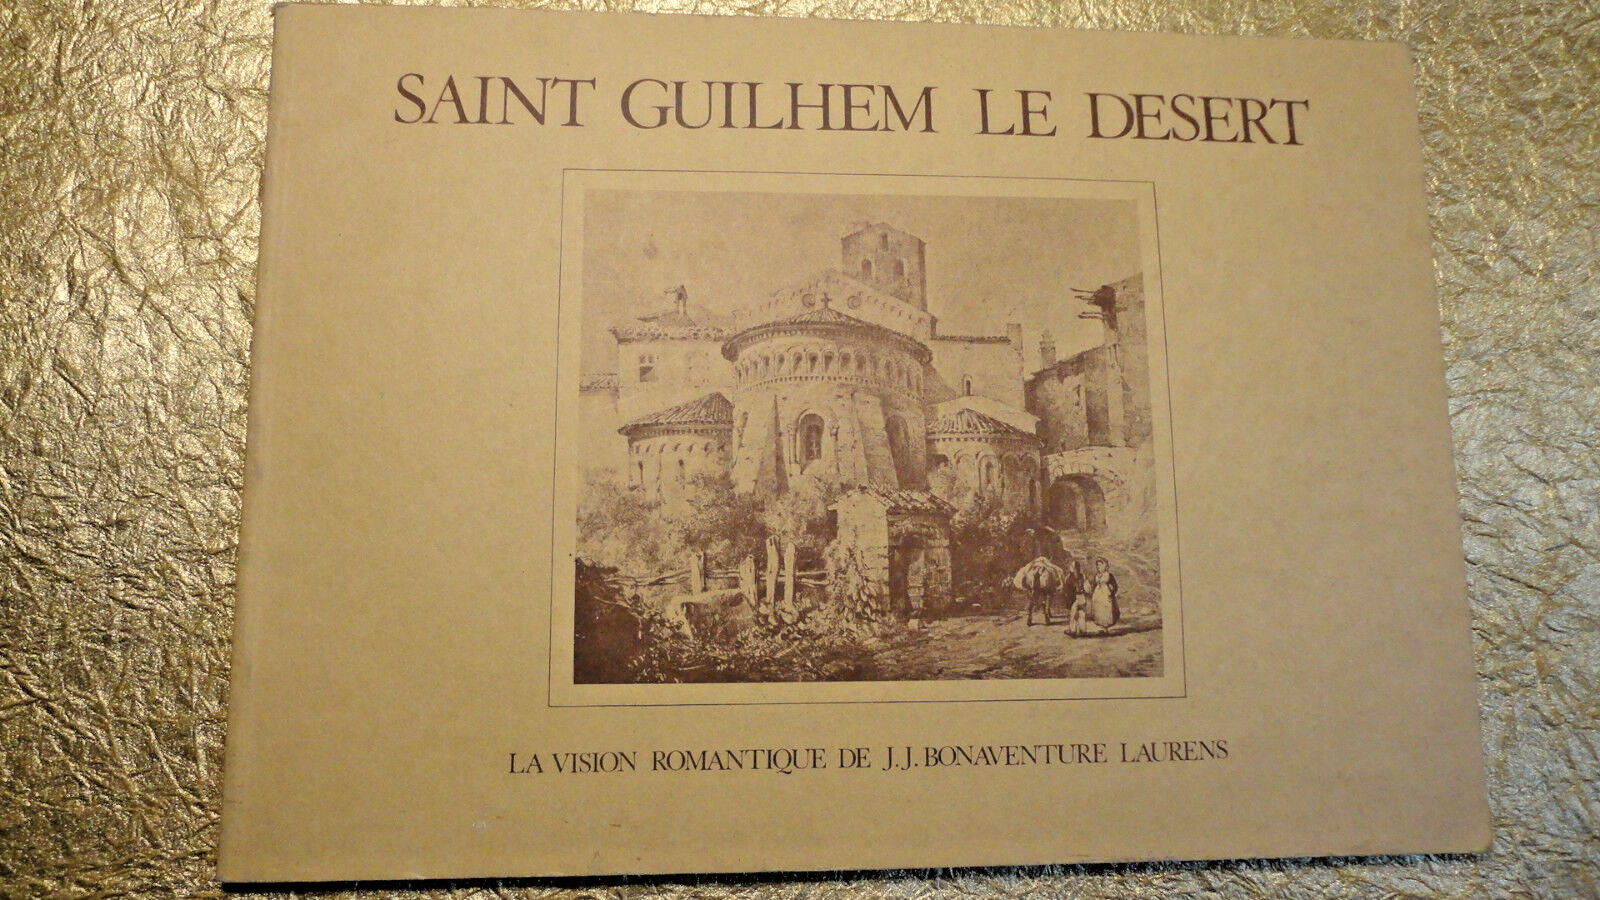 SAINT GUILHEM LE DESERT
LA VISION ROMANTIQUE DE J.J. BONAVENTURE LAURENS